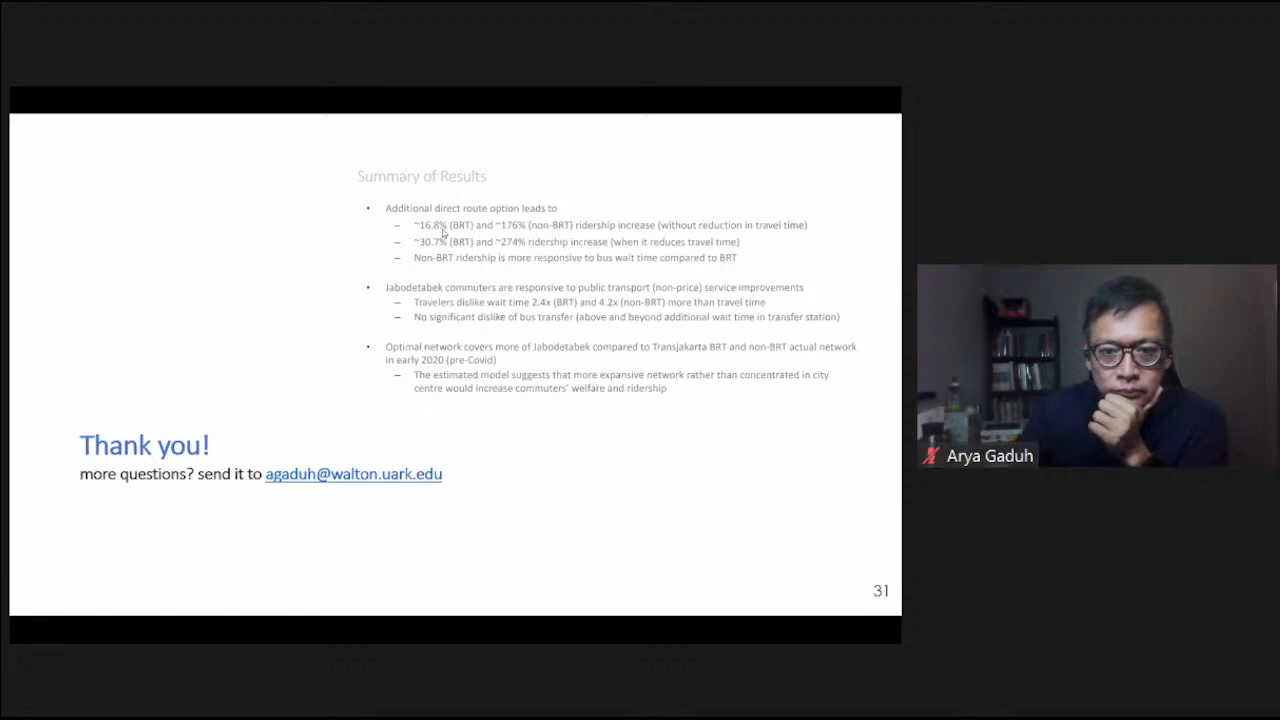 Summary of Results
• Additional direct route option leads to
– ~16.8% (BRT) and ~176% (non-BRT) ridership increase (without reduction in travel time)
– ~30.7% (BRT) and ~274% ridership increase (when it reduces travel time)
– Non-BRT ridership is more responsive to bus wait time compared to BRT
• Jabodetabek commuters are responsive to public transport (non-price) service improvements
– Travelers dislike wait time 2.4x (BRT) and 4.2x (non-BRT) more than travel time
– No significant dislike of bus transfer (above and beyond additional wait time in transfer station)
• Optimal network covers more of Jabodetabek compared to Transjakarta BRT and non-BRT actual network
in early 2020 (pre-Covid)
– The estimated model suggests that more expansive network rather than concentrated in city
centre would increase commuters' welfare and ridership
Thank you!
more questions? send it to agaduh@walton.uark.edu
31
Arya Gaduh